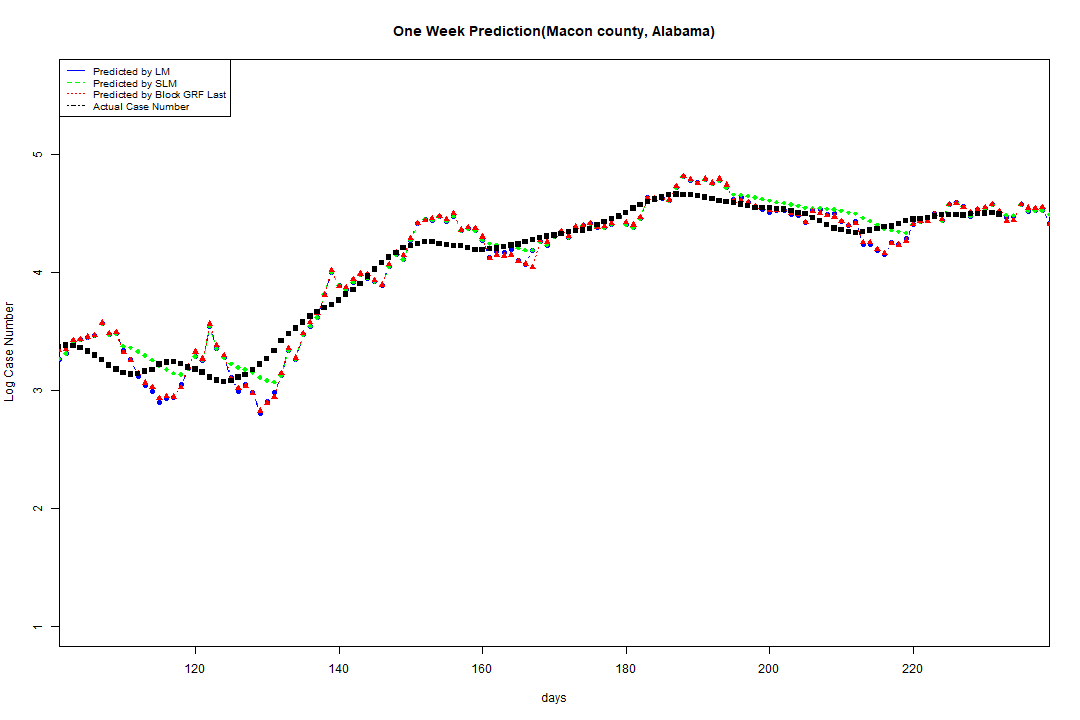 One Week Prediction(Macon county, Alabama)
Predicted by LM
Predicted by SLM
Predicted by Block GRF Last
Actual Case Number
5
4
3
2
1
Log Case Number
120 140 160 180 200 220
days